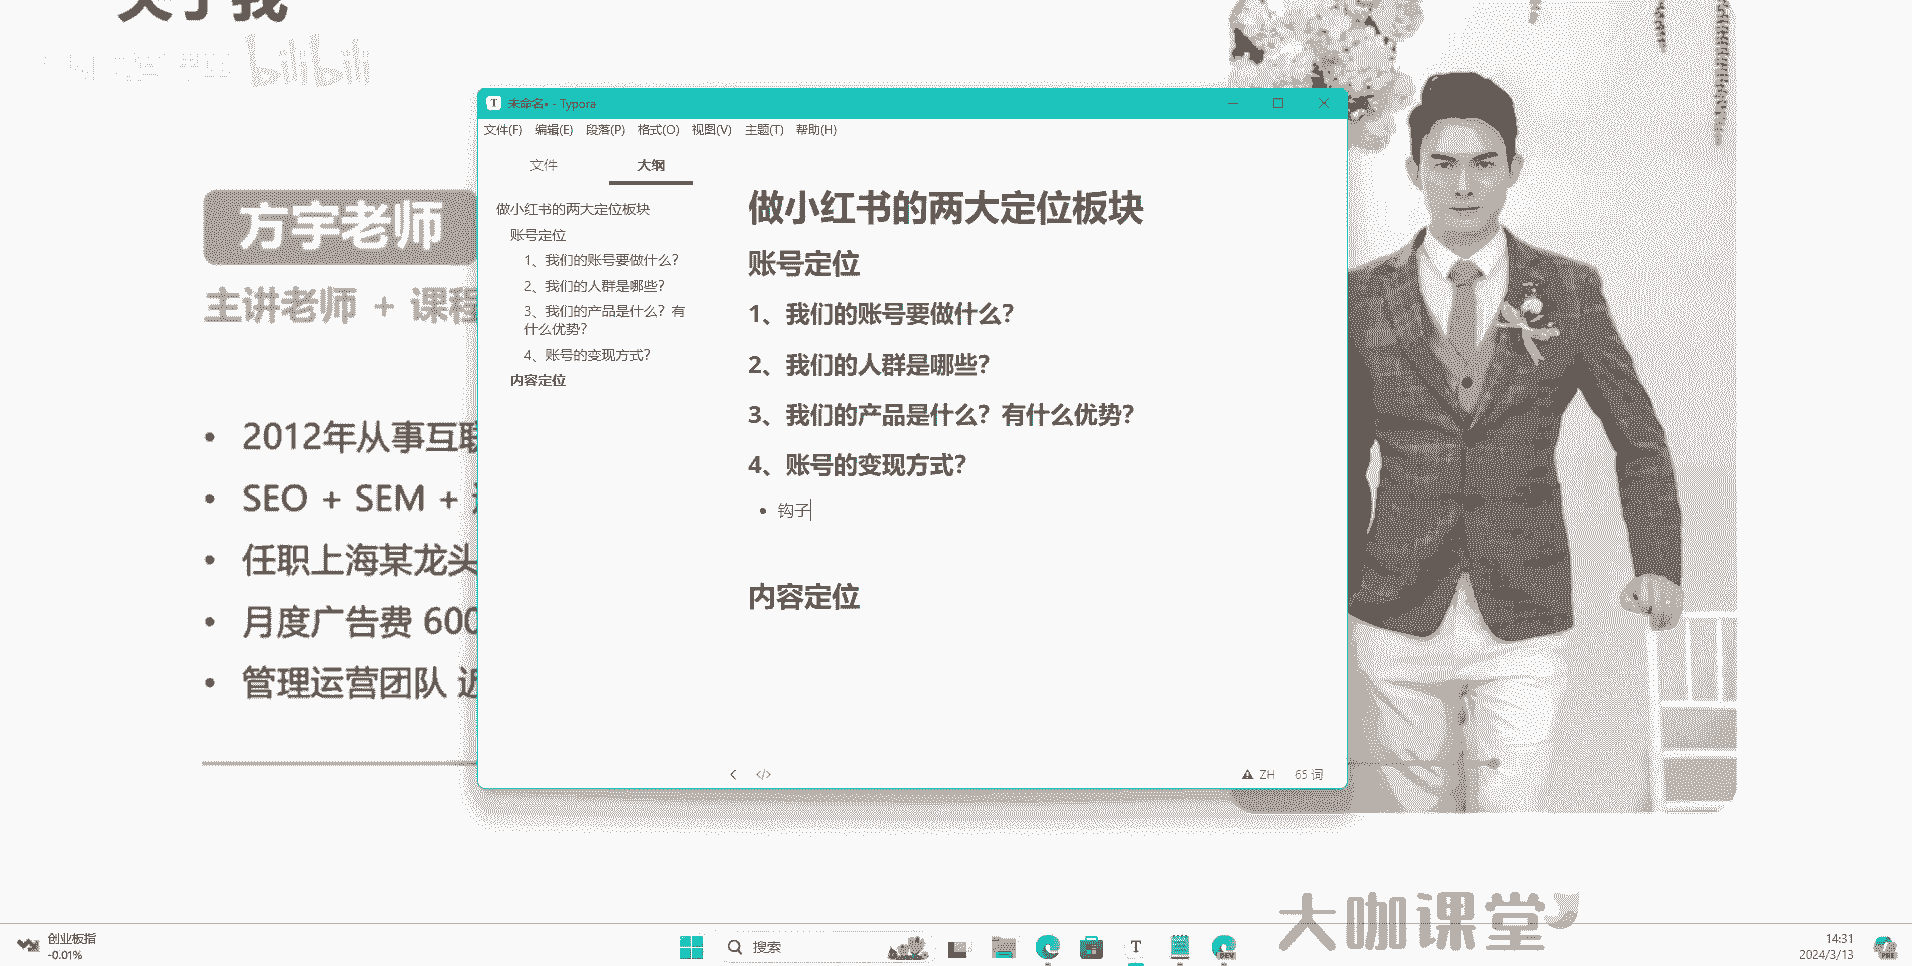 关于我
bilibili
方宇老师
主讲老师 + 课程
2012年从事互联
SEO + SEM +
任职上海某龙头
月度广告费 600
管理运营团队 近
未命名• - Typora
文件(F) 编辑(E) 段落(P) 格式(O) 视图(V) 主题(T) 帮助(H)
文件 大纲
做小红书的两大定位板块
账号定位
1、我们的账号要做什么?
2、我们的人群是哪些?
3、我们的产品是什么? 有
什么优势?
4、账号的变现方式?
内容定位
做小红书的两大定位板块
账号定位
1、我们的账号要做什么?
2、我们的人群是哪些?
3、我们的产品是什么? 有什么优势?
4、账号的变现方式?
钩子
内容定位
ZH 65 词
大咖课堂
创业板指
-0.01%
搜索
T
DEV
14:31
2024/3/13
PRE